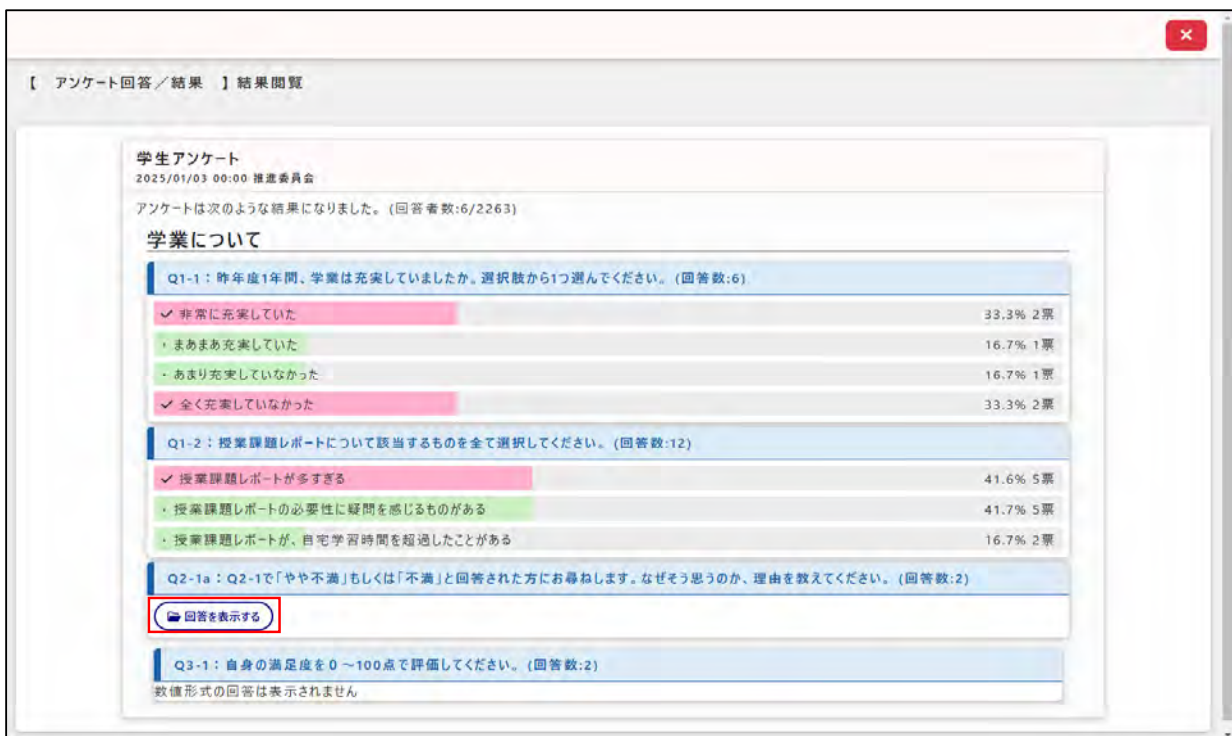 【 アンケート回答／結果 】結果閲覧
学生アンケート
2025/01/03 00:00 推進委員会
アンケートは次のような結果になりました。(回答者数:6/2263)
学業について
Q1-1：昨年度1年間、学業は充実していましたか。選択肢から1つ選んでください。(回答数:6)
✓ 非常に充実していた 33.3% 2票
・まあまあ充実していた 16.7% 1票
・あまり充実していなかった 16.7% 1票
✓ 全く充実していなかった 33.3% 2票
Q1-2：授業課題レポートについて該当するものを全て選択してください。(回答数:12)
✓ 授業課題レポートが多すぎる 41.6% 5票
・授業課題レポートの必要性に疑問を感じるものがある 41.7% 5票
・授業課題レポートが、自宅学習時間を超過したことがある 16.7% 2票
Q2-1a：Q2-1で「やや不満」もしくは「不満」と回答された方にお尋ねします。なぜそう思うのか、理由を教えてください。(回答数:2)
回答を表示する
Q3-1：自身の満足度を０～100点で評価してください。(回答数:2)
数値形式の回答は表示されません